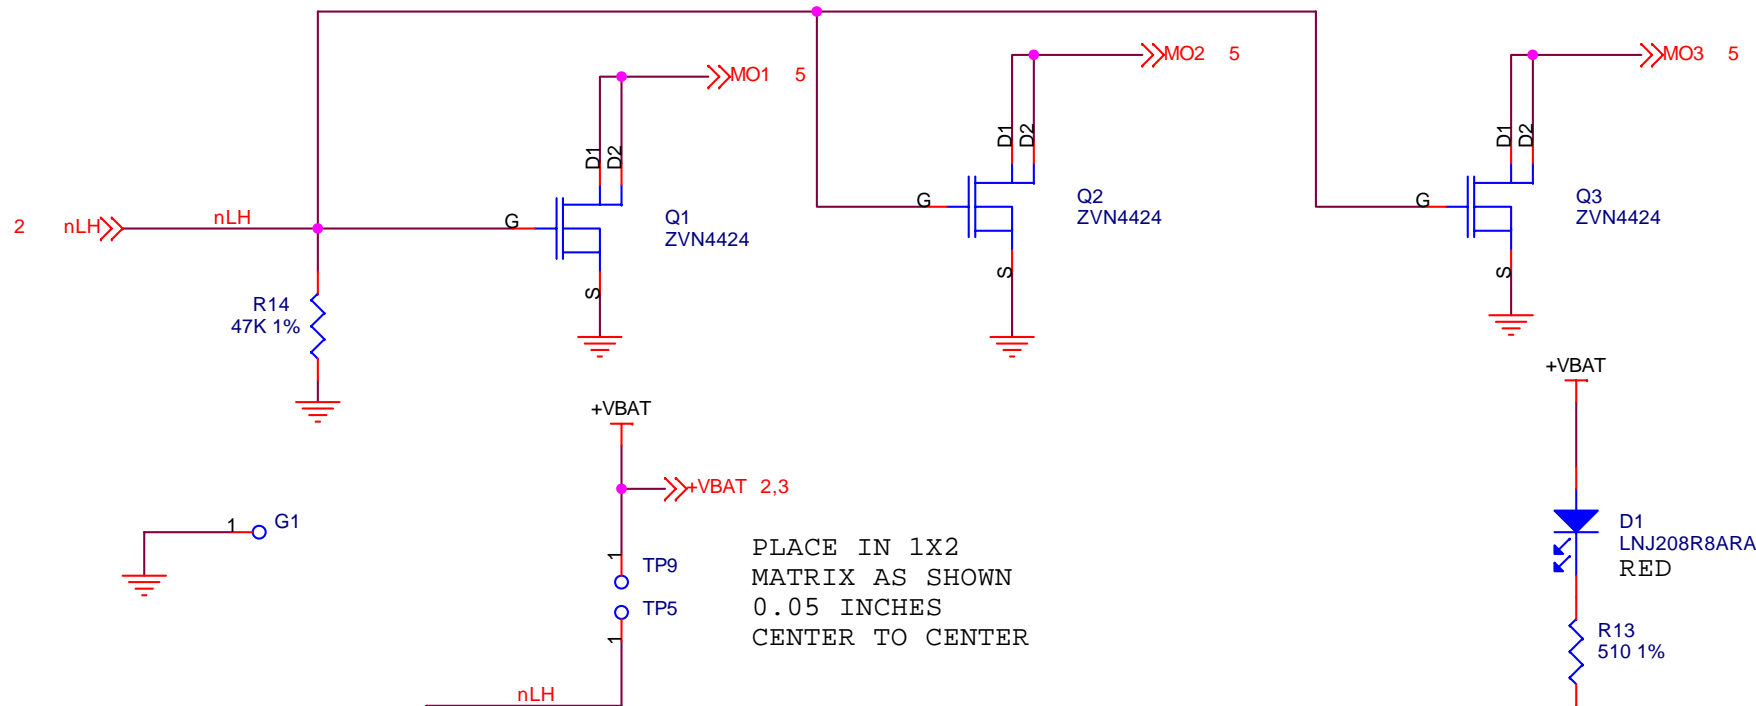 MO1 5
MO2 5
MO3 5
D1
D2
D1
D2
D1
D2
2 nLH
nLH
G
Q1
ZVN4424
S
G
Q2
ZVN4424
S
G
Q3
ZVN4424
S
R14
47K 1%
+VBAT
+VBAT
+VBAT 2,3
1
G1
1
TP9
TP5
1
PLACE IN 1X2
MATRIX AS SHOWN
0.05 INCHES
CENTER TO CENTER
D1
LNJ208R8ARA
RED
R13
510 1%
nLH